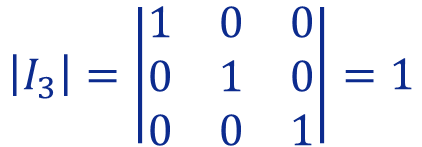 |I₃| = |1 0 0|
|0 1 0| = 1
|0 0 1|